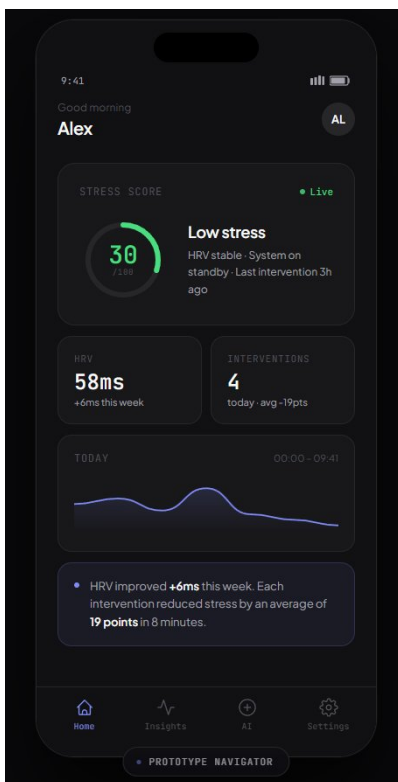 9:41
Good morning
Alex
AL
STRESS SCORE
Live
30
/100
Low stress
HRV stable · System on
standby · Last intervention 3h
ago
HRV
58ms
+6ms this week
INTERVENTIONS
4
today · avg -19pts
TODAY
00:00 - 09:41
HRV improved +6ms this week. Each
intervention reduced stress by an average of
19 points in 8 minutes.
Home
Insights
AI
Settings
PROTOTYPE NAVIGATOR